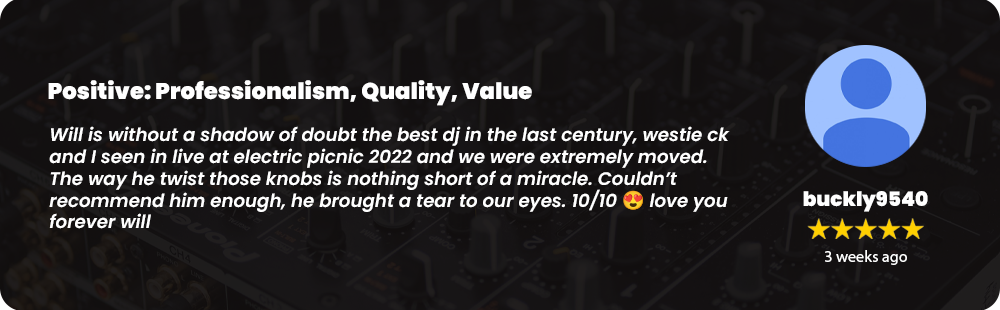 Positive: Professionalism, Quality, Value
Will is without a shadow of doubt the best dj in the last century, westie ck
and I seen in live at electric picnic 2022 and we were extremely moved.
The way he twist those knobs is nothing short of a miracle. Couldn't
recommend him enough, he brought a tear to our eyes. 10/10 😍 love you
forever will
buckly9540
3 weeks ago